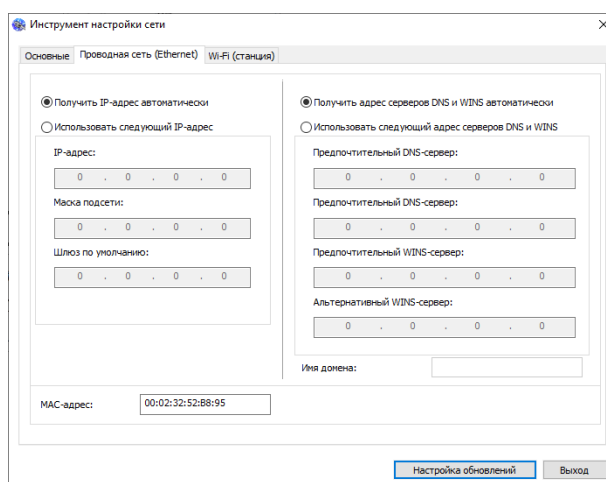 Инструмент настройки сети
Основные Проводная сеть (Ethernet) Wi-Fi (станция)
Получить IP-адрес автоматически
Использовать следующий IP-адрес
IP-адрес:
0 . 0 . 0 . 0
Маска подсети:
0 . 0 . 0 . 0
Шлюз по умолчанию:
0 . 0 . 0 . 0
Получить адрес серверов DNS и WINS автоматически
Использовать следующий адрес серверов DNS и WINS
Предпочтительный DNS-сервер:
0 . 0 . 0 . 0
Предпочтительный DNS-сервер:
0 . 0 . 0 . 0
Предпочтительный WINS-сервер:
0 . 0 . 0 . 0
Альтернативный WINS-сервер:
0 . 0 . 0 . 0
Имя домена:
MAC-адрес: 00:02:32:52:B8:95
Настройка обновлений Выход